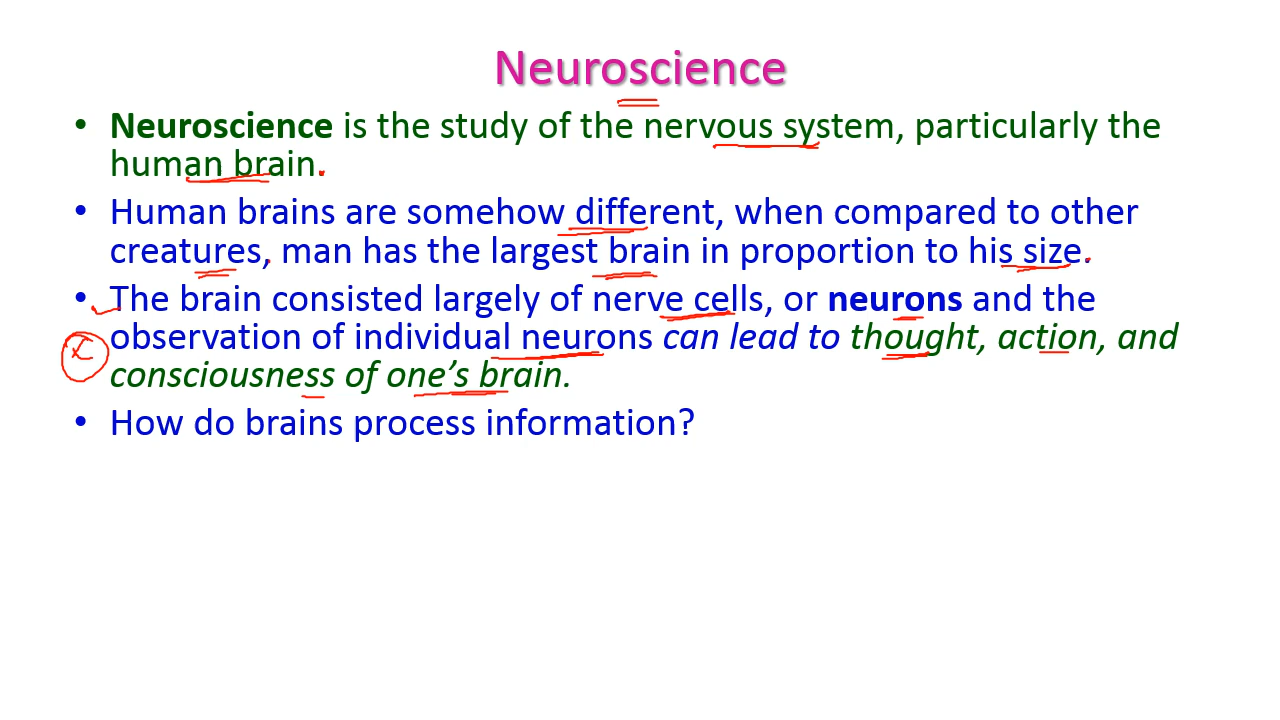 Neuroscience
• Neuroscience is the study of the nervous system, particularly the
human brain.
• Human brains are somehow different, when compared to other
creatures, man has the largest brain in proportion to his size.
• The brain consisted largely of nerve cells, or neurons and the
observation of individual neurons can lead to thought, action, and
consciousness of one's brain.
• How do brains process information?